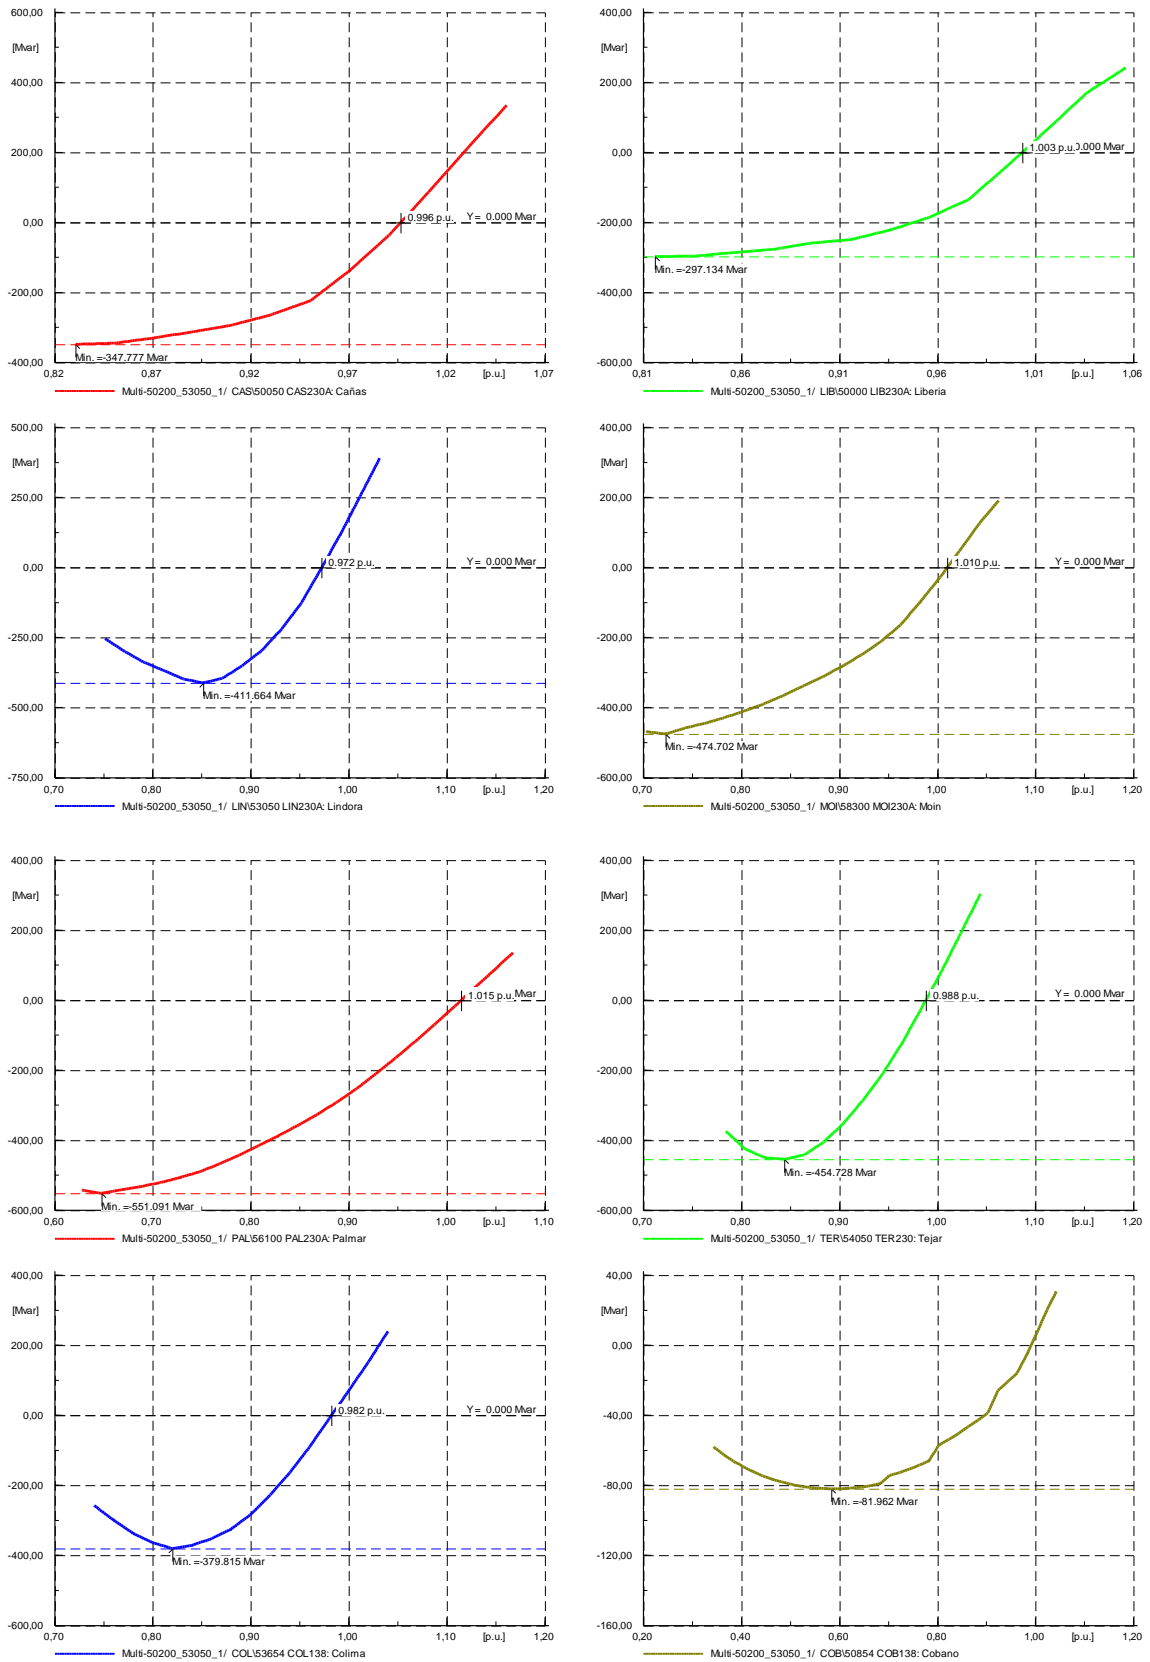 600,00
[Mvar]
400,00
200,00
0,00
-200,00
-400,00
0.996 p.u.
Y= 0.000 Mvar
Min.=-347.777 Mvar
0,82 0,87 0,92 0,97 1,02 [p.u.] 1,07
Multi-50200_53050_1/ CAS\50050 CAS230A: Cañas
400,00
[Mvar]
200,00
0,00
-200,00
-400,00
-600,00
1.003 p.u. 0.000 Mvar
Min.=-297.134 Mvar
0,81 0,86 0,91 0,96 1,01 [p.u.] 1,06
Multi-50200_53050_1/ LIB\50000 LIB230A: Liberia
500,00
[Mvar]
250,00
0,00
-250,00
-500,00
-750,00
0.972 p.u.
Y= 0.000 Mvar
Min.=-411.664 Mvar
0,70 0,80 0,90 1,00 1,10 [p.u.] 1,20
Multi-50200_53050_1/ LIN\53050 LIN230A: Lindora
400,00
[Mvar]
200,00
0,00
-200,00
-400,00
-600,00
1.010 p.u.
Y= 0.000 Mvar
Min.=-474.702 Mvar
0,70 0,80 0,90 1,00 1,10 [p.u.] 1,20
Multi-50200_53050_1/ MOI\58300 MOI230A: Moin
400,00
[Mvar]
200,00
0,00
-200,00
-400,00
-600,00
1.015 p.u. Mvar
Min.=-551.091 Mvar
0,60 0,70 0,80 0,90 1,00 [p.u.] 1,10
Multi-50200_53050_1/ PAL\56100 PAL230A: Palmar
400,00
[Mvar]
200,00
0,00
-200,00
-400,00
-600,00
0.988 p.u.
Y= 0.000 Mvar
Min.=-454.728 Mvar
0,70 0,80 0,90 1,00 1,10 [p.u.] 1,20
Multi-50200_53050_1/ TER\54050 TER230: Tejar
400,00
[Mvar]
200,00
0,00
-200,00
-400,00
-600,00
0.982 p.u.
Y= 0.000 Mvar
Min.=-379.815 Mvar
0,70 0,80 0,90 1,00 1,10 [p.u.] 1,20
Multi-50200_53050_1/ COL\53654 COL138: Colima
40,00
[Mvar]
0,00
-40,00
-80,00
-120,00
-160,00
Min.=-81.962 Mvar
0,20 0,40 0,60 0,80 1,00 [p.u.] 1,20
Multi-50200_53050_1/ COB\50854 COB138: Cobano